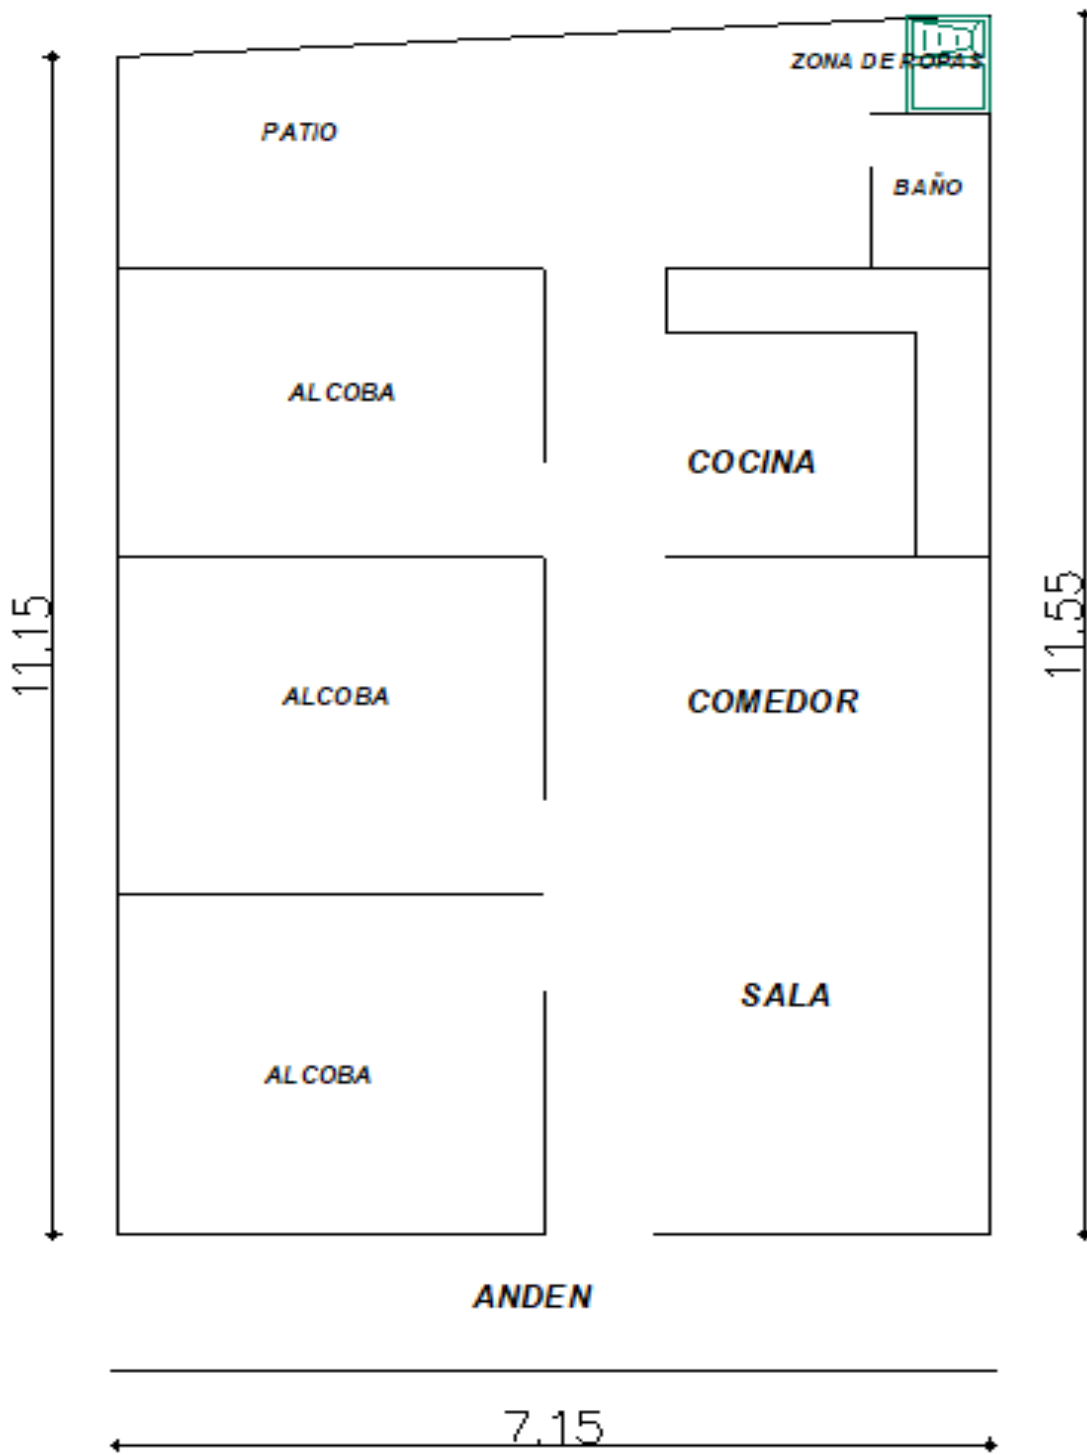 ZONA DE ROPAS
PATIO
BAÑO
ALCOBA
COCINA
11.15
11.55
ALCOBA
COMEDOR
SALA
ALCOBA
ANDEN
7.15